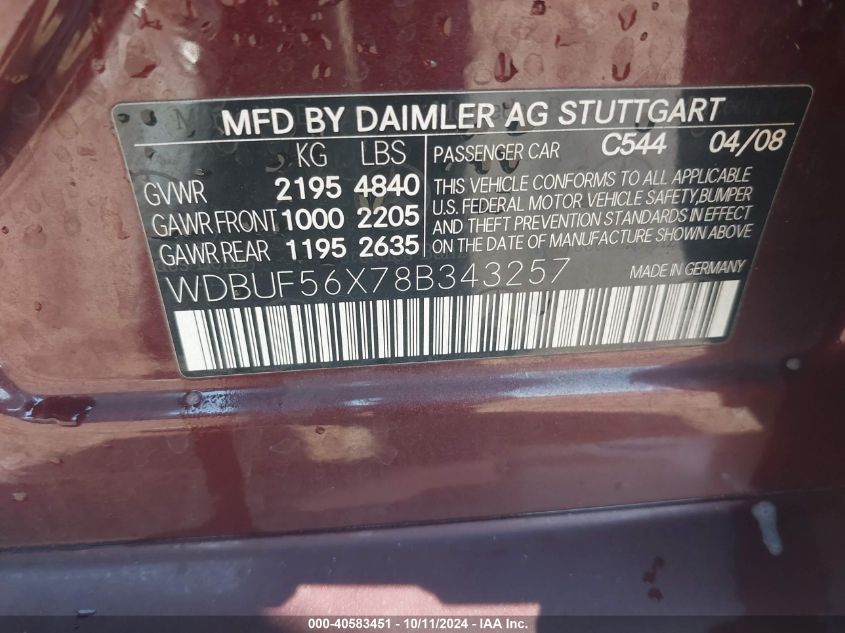 MFD BY DAIMLER AG STUTTGART
KG LBS
GVWR 2195 4840
GAWR FRONT 1000 2205
GAWR REAR 1195 2635
PASSENGER CAR C544 04/08
THIS VEHICLE CONFORMS TO ALL APPLICABLE
U.S. FEDERAL MOTOR VEHICLE SAFETY,BUMPER
AND THEFT PREVENTION STANDARDS IN EFFECT
ON THE DATE OF MANUFACTURE SHOWN ABOVE
WDBUF56X78B343257 MADE IN GERMANY
000-40583451 - 10/11/2024 - IAAI.com